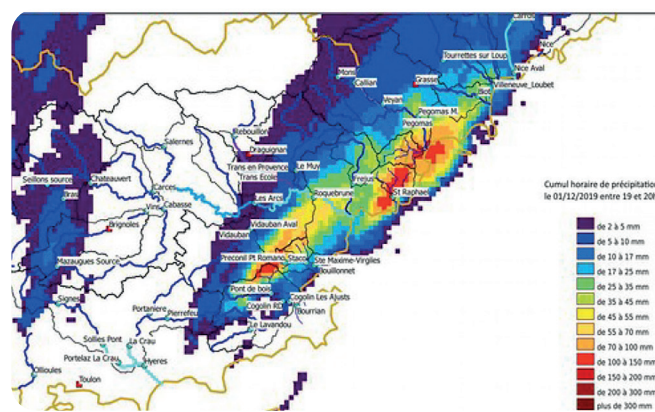 Carros
Nice
Tourrettes sur Loup
Mons
Nice Aval
Callian
Grasse
Villeneuve_Loubet
Biot
Veyan
Pegomas M.
Pegomas
Rebouillon
Salernes
Draguignan
Trans en Provence
Trans Ecole
Le Muy
Frejus
Seillons source
Chateauvert
Carces
Bras
Roquebrune
St Raphael
Les Arcs
Vins
Cabasse
Vidauban
Vidauban Aval
Brignoles
Mazaugues Source
Preconil Pt Romano
Staco
Ste Maxime-Virgiles
Bouillonnet
Pont de bois
Signes
Portaniere
Pierrefeu
Cogolin RD
Cogolin Les Ajusts
Bourrian
Le Lavandou
Sollies Pont
La Crau
Portelaz La Crau
Hyeres
Ollioules
Toulon
Cumul horaire de précipitation
le 01/12/2019 entre 19 et 20h
de 2 à 5 mm
de 5 à 10 mm
de 10 à 17 mm
de 17 à 25 mm
de 25 à 35 mm
de 35 à 45 mm
de 45 à 55 mm
de 55 à 70 mm
de 70 à 100 mm
de 100 à 150 mm
de 150 à 200 mm
de 200 à 300 mm
plus de 300 mm